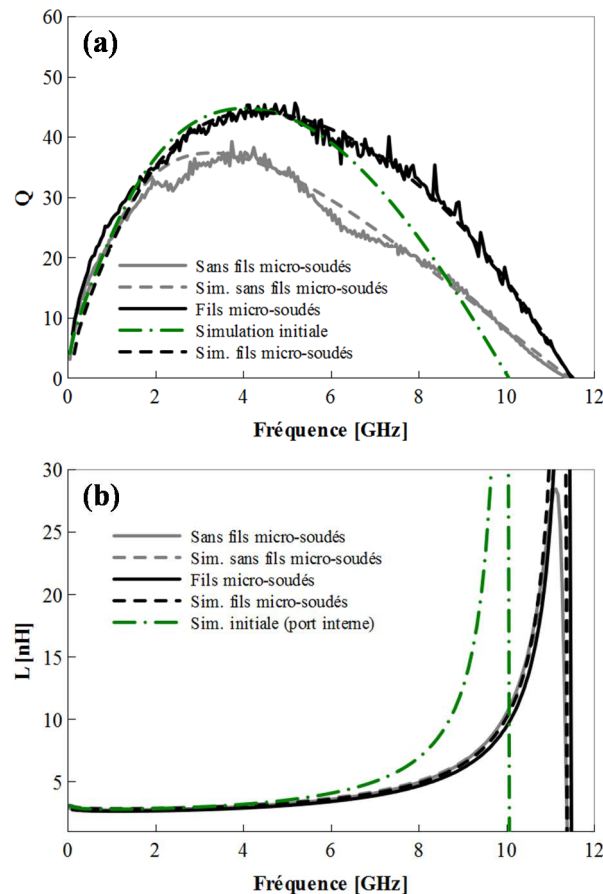 (a)
60
50
40
30
20
10
0
Q
Sans fils micro-soudés
Sim. sans fils micro-soudés
Fils micro-soudés
Simulation initiale
Sim. fils micro-soudés
0 2 4 6 8 10 12
Fréquence [GHz]
(b)
30
25
20
15
10
5
L [nH]
Sans fils micro-soudés
Sim. sans fils micro-soudés
Fils micro-soudés
Sim. fils micro-soudés
Sim. initiale (port interne)
0 2 4 6 8 10 12
Fréquence [GHz]